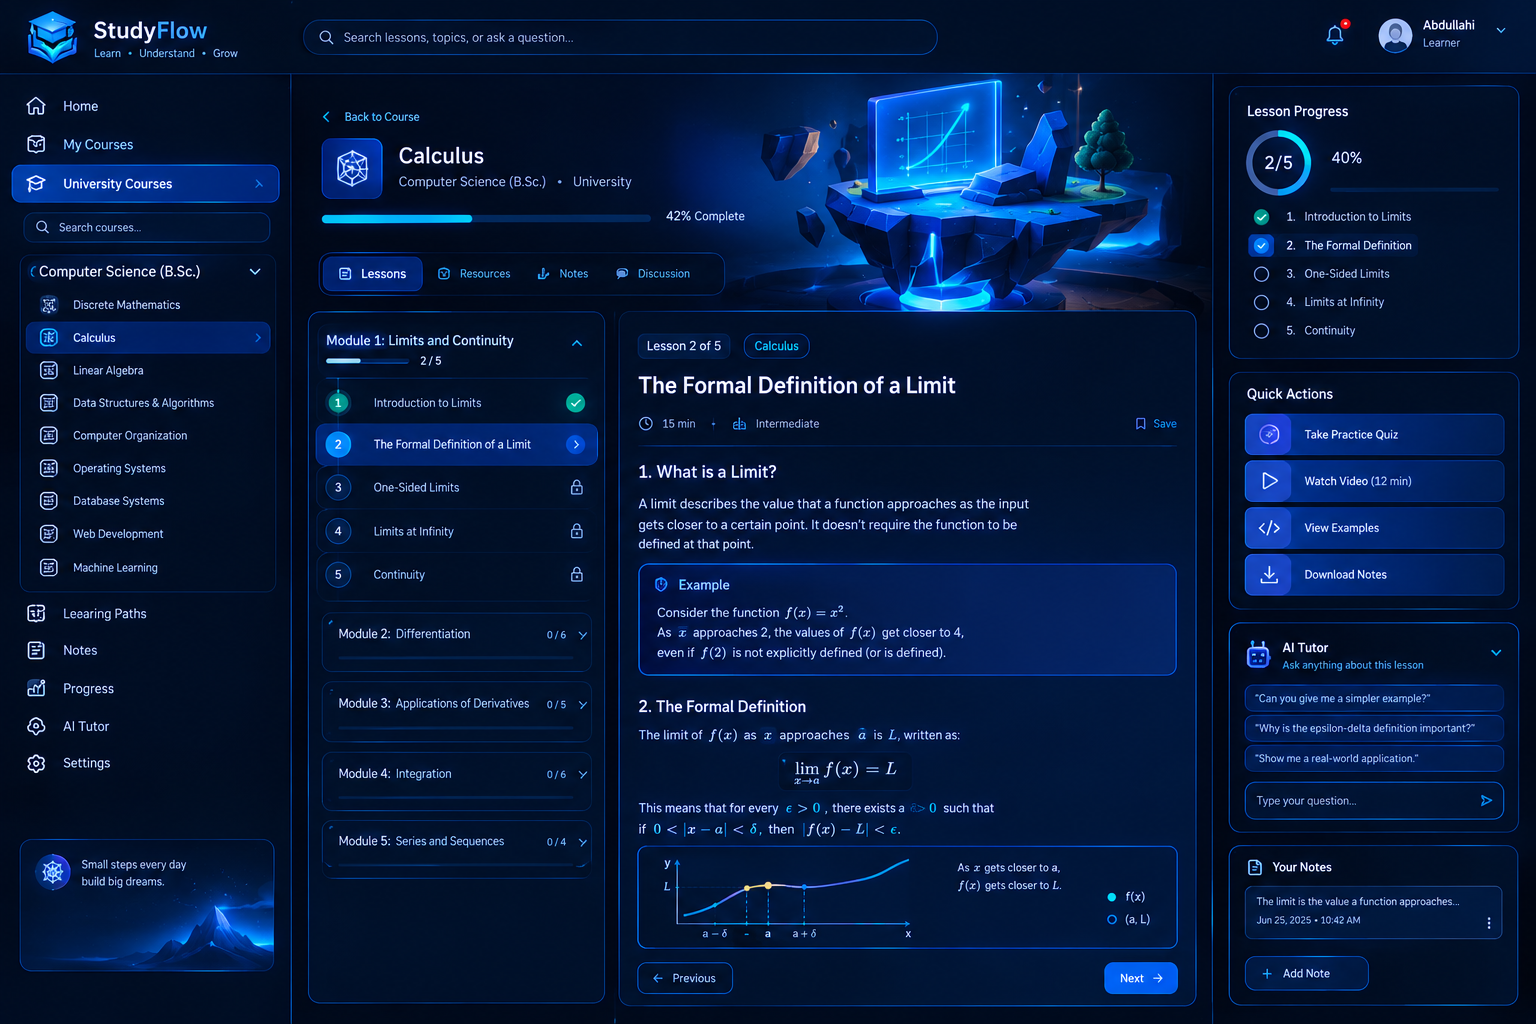 StudyFlow
Learn • Understand • Grow
Search lessons, topics, or ask a question...
Abdullahi
Learner
Home
My Courses
University Courses
Search courses...
Computer Science (B.Sc.)
Discrete Mathematics
Calculus
Linear Algebra
Data Structures & Algorithms
Computer Organization
Operating Systems
Database Systems
Web Development
Machine Learning
Learing Paths
Notes
Progress
AI Tutor
Settings
Small steps every day
build big dreams.
Back to Course
Calculus
Computer Science (B.Sc.) • University
42% Complete
Lessons
Resources
Notes
Discussion
Module 1: Limits and Continuity
2 / 5
1 Introduction to Limits
2 The Formal Definition of a Limit
3 One-Sided Limits
4 Limits at Infinity
5 Continuity
Module 2: Differentiation 0 / 6
Module 3: Applications of Derivatives 0 / 5
Module 4: Integration 0 / 6
Module 5: Series and Sequences 0 / 4
Lesson 2 of 5
Calculus
The Formal Definition of a Limit
15 min • Intermediate
Save
1. What is a Limit?
A limit describes the value that a function approaches as the input
gets closer to a certain point. It doesn't require the function to be
defined at that point.
Example
Consider the function f(x) = x².
As x approaches 2, the values of f(x) get closer to 4,
even if f(2) is not explicitly defined (or is defined).
2. The Formal Definition
The limit of f(x) as x approaches a is L, written as:
lim f(x) = L
x→a
This means that for every ϵ > 0 , there exists a > 0 such that
if 0 < |x − a| < δ, then |f(x) − L| < ϵ.
y
L
a − δ - a a + δ x
As x gets closer to a,
f(x) gets closer to L.
f(x)
(a, L)
← Previous
Next →
Lesson Progress
2/5
40%
1. Introduction to Limits
2. The Formal Definition
3. One-Sided Limits
4. Limits at Infinity
5. Continuity
Quick Actions
Take Practice Quiz
Watch Video (12 min)
</> View Examples
Download Notes
AI Tutor
Ask anything about this lesson
"Can you give me a simpler example?"
"Why is the epsilon-delta definition important?"
"Show me a real-world application."
Type your question...
Your Notes
The limit is the value a function approaches...
Jun 25, 2025 • 10:42 AM
+ Add Note